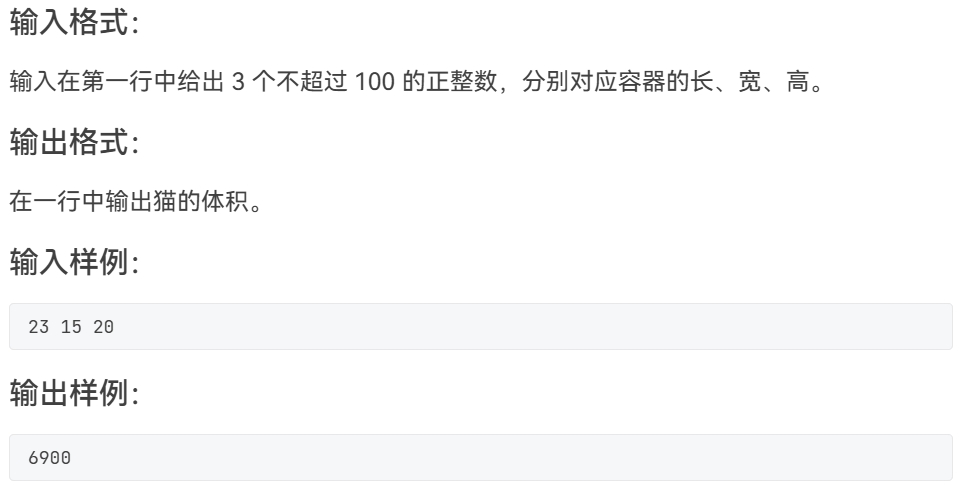 输入格式：
输入在第一行中给出 3 个不超过 100 的正整数，分别对应容器的长、宽、高。
输出格式：
在一行中输出猫的体积。
输入样例：
23 15 20
输出样例：
6900